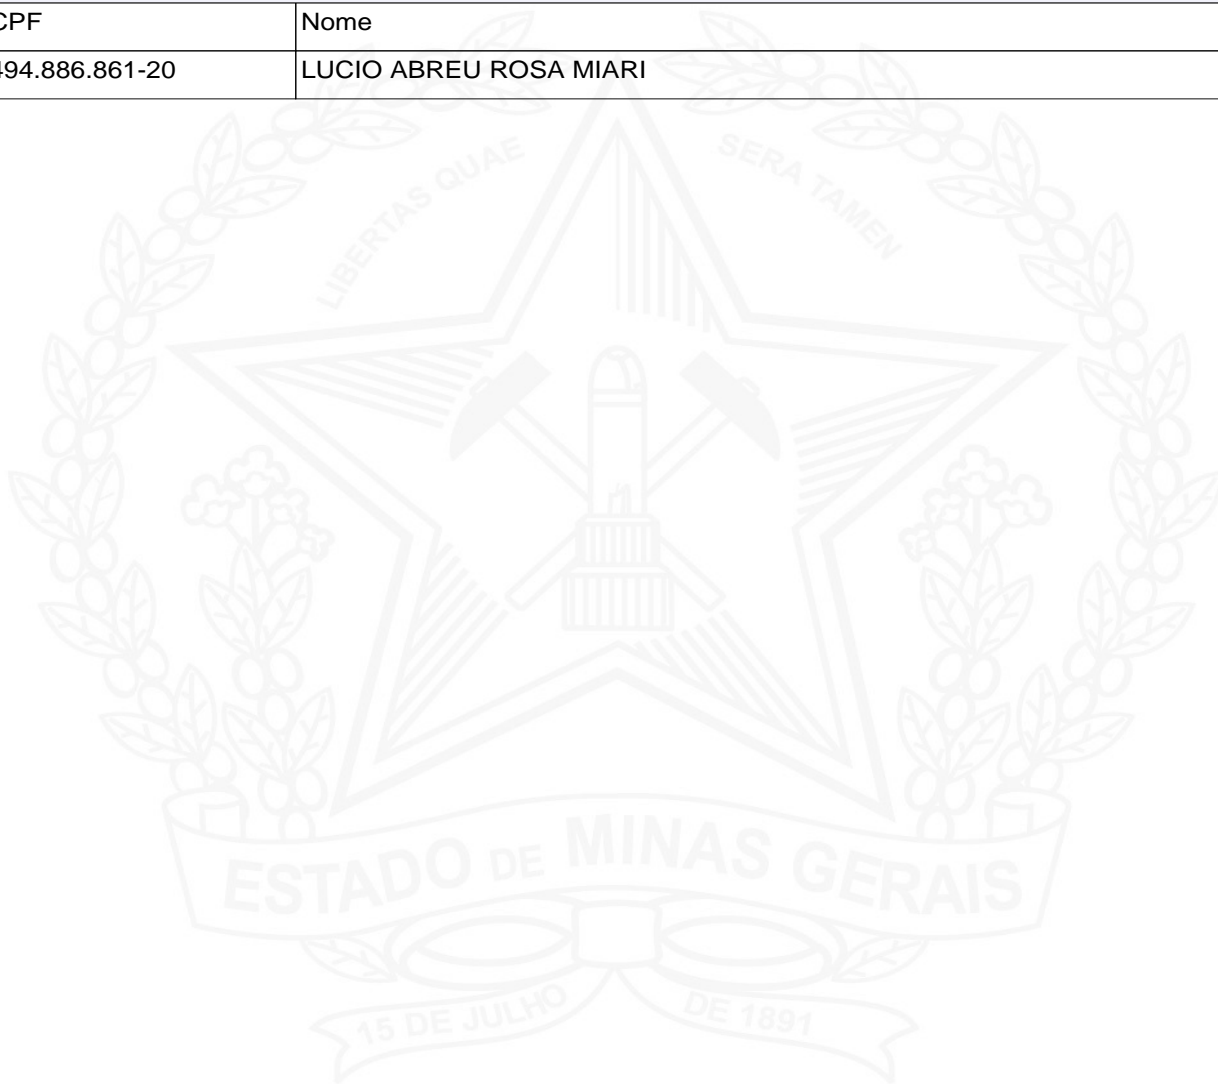 CPF Nome
494.886.861-20 LUCIO ABREU ROSA MIARI
LIBERTAS QUAE SERA TAMEN
ESTADO DE MINAS GERAIS
15 DE JULHO DE 1891